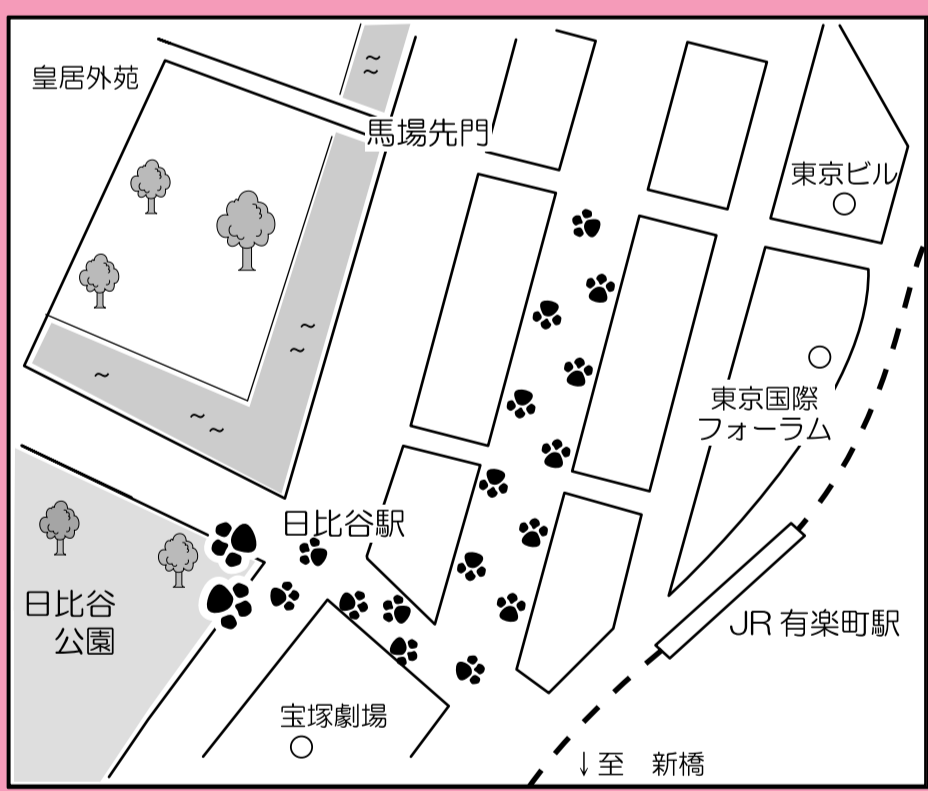 皇居外苑
馬場先門
東京ビル
東京国際
フォーラム
日比谷駅
日比谷
公園
JR有楽町駅
宝塚劇場
↓至　新橋